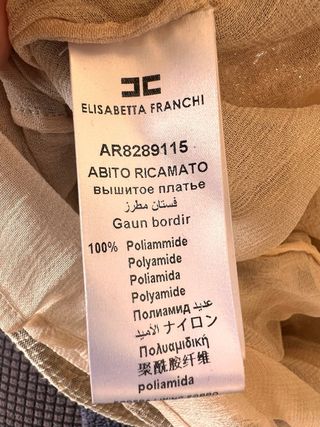 ELISABETTA FRANCHI
AR8289115
ABITO RICAMATO
вышитое платье
فستان مطرز
Gaun bordir
100% Poliammide
Polyamide
Poliamida
Polyamide
Полиамид عديد
الأميد ナイロン
Πολυαμιδική
聚酰胺纤维
poliamida